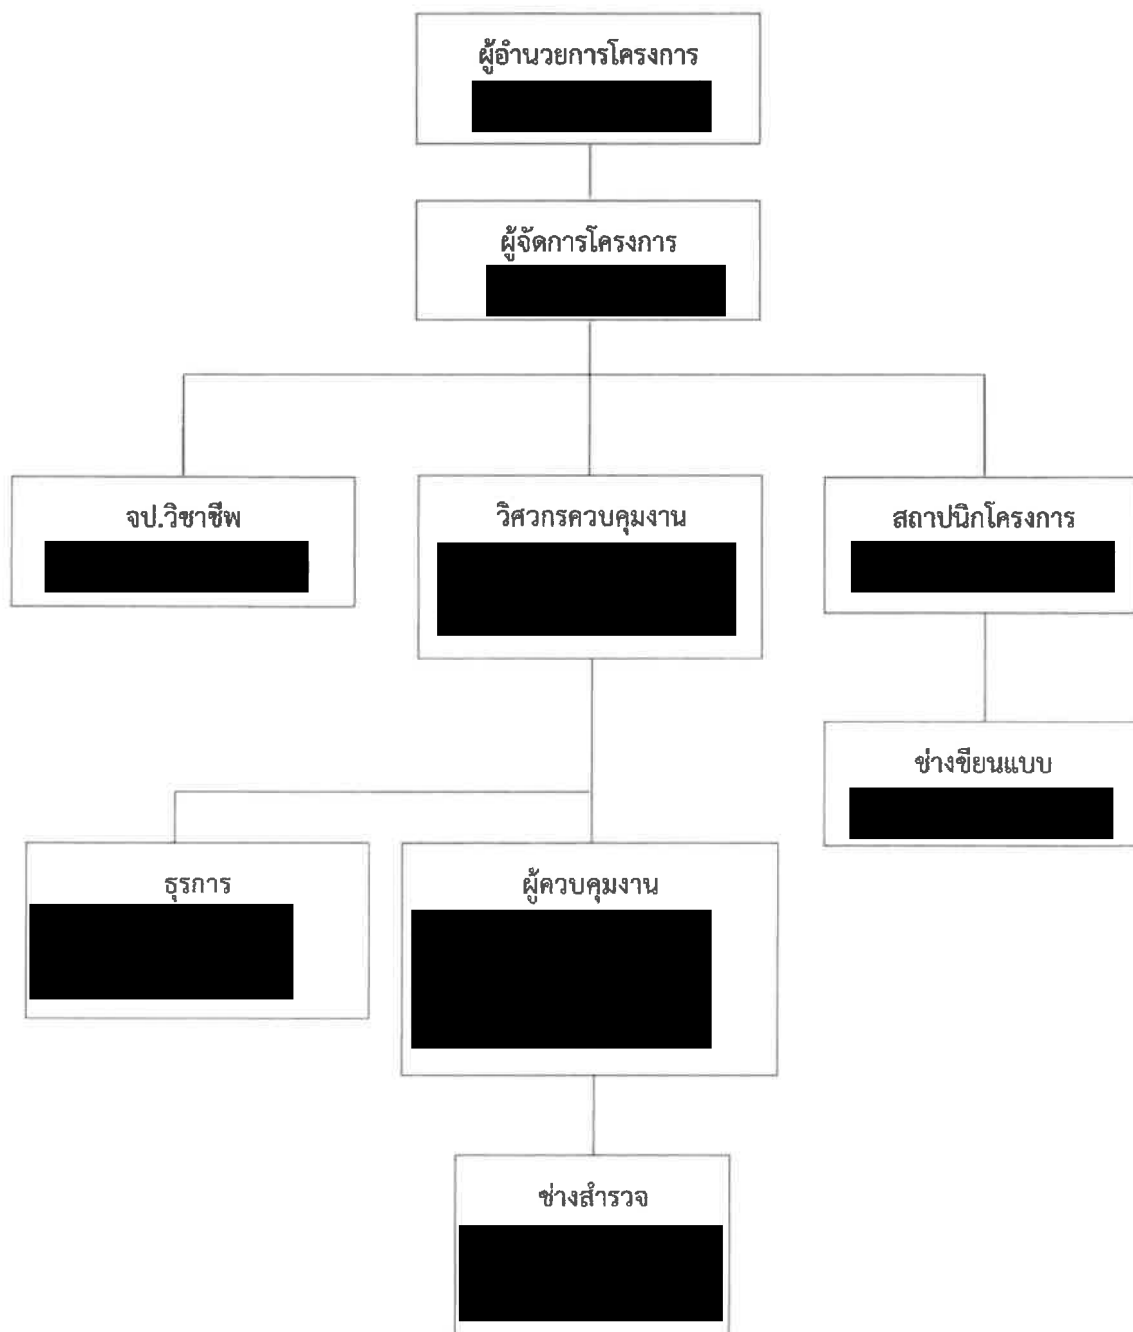 ผู้อำนวยการโครงการ
ผู้จัดการโครงการ
จป.วิชาชีพ
วิศวกรควบคุมงาน
สถาปนิกโครงการ
ช่างขียนแบบ
ธุรการ
ผู้ควบคุมงาน
ช่างสำรวจ